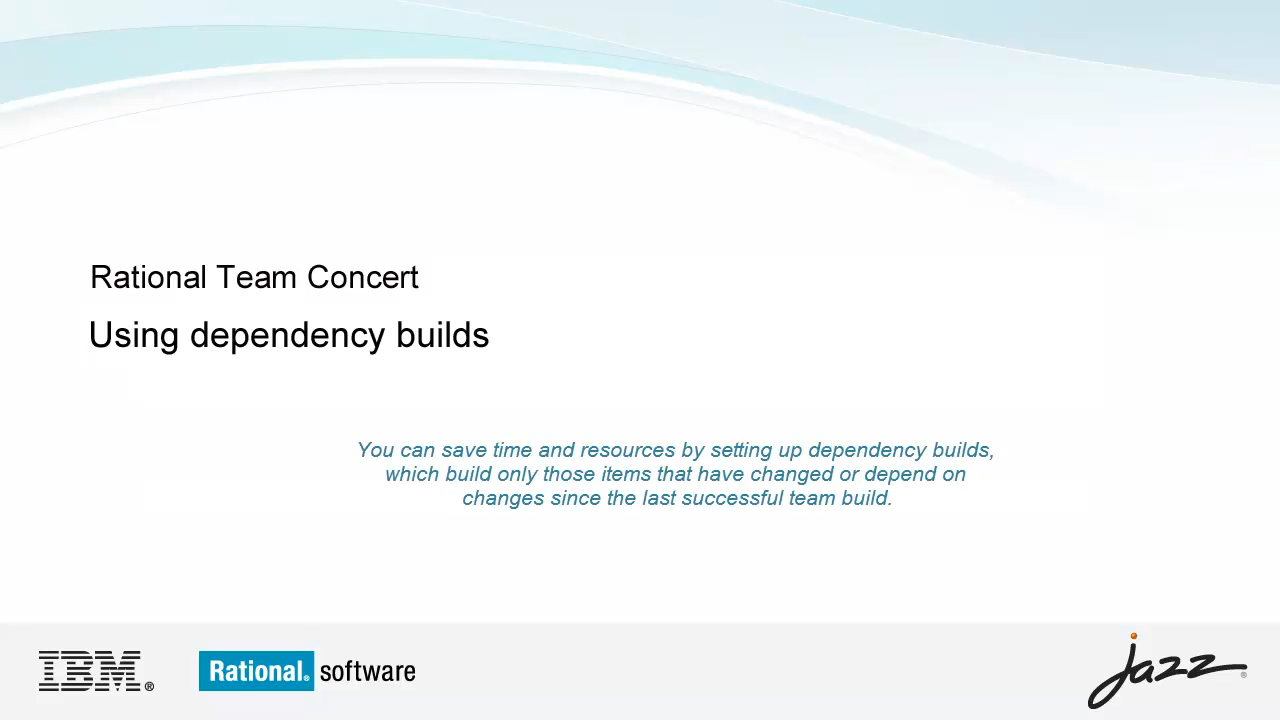 Rational Team Concert
Using dependency builds
You can save time and resources by setting up dependency builds,
which build only those items that have changed or depend on
changes since the last successful team build.
IBM® Rational® software jazz®